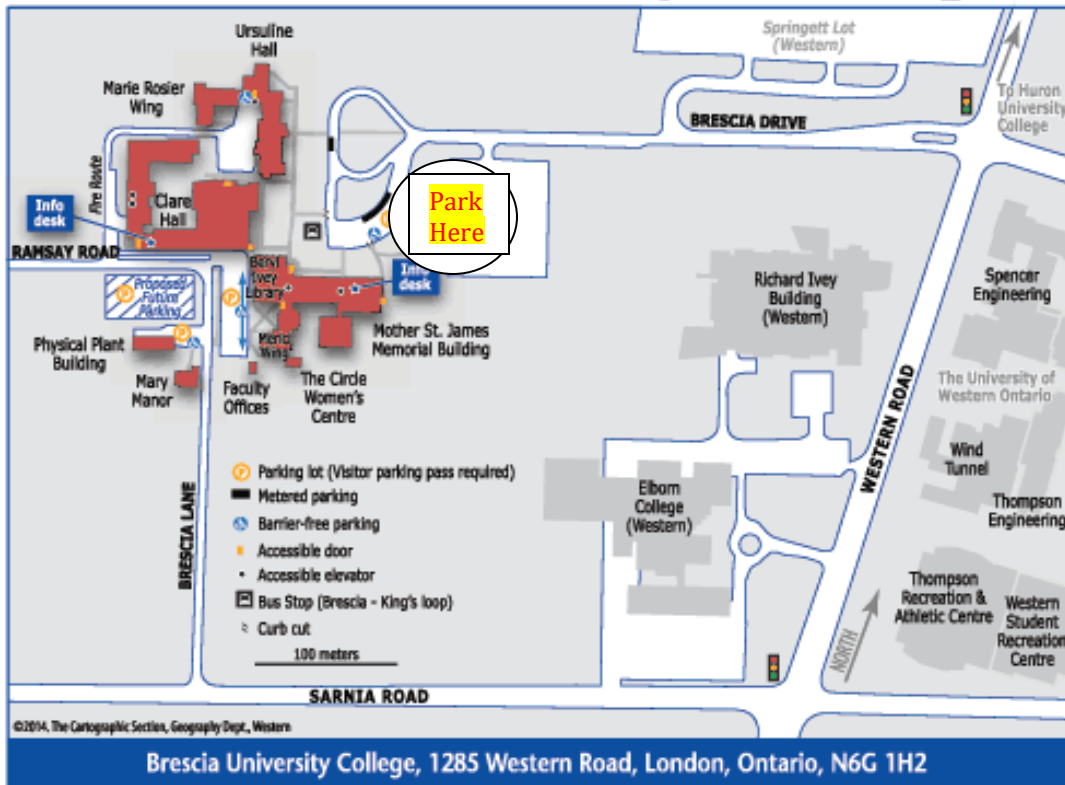 Ursuline
Hall
Springett Lot
(Western)
Marie Rosier
Wing
To Huron
University
College
BRESCIA DRIVE
Fire Route
Clare
Hall
Info
desk
Park
Here
RAMSAY ROAD
Beryl
Ivey
Library
Info
desk
Proposed
Future
Parking
Richard Ivey
Building
(Western)
Spencer
Engineering
Physical Plant
Building
Merici
Wing
Mother St. James
Memorial Building
Mary
Manor
Faculty
Offices
The Circle
Women's
Centre
The University of
Western Ontario
WESTERN ROAD
Wind
Tunnel
Thompson
Engineering
Parking lot (Visitor parking pass required)
Metered parking
Barrier-free parking
Accessible door
Accessible elevator
Bus Stop (Brescia - King's loop)
Curb cut
100 meters
BRESCIA LANE
Elborn
College
(Western)
Thompson
Recreation &
Athletic Centre
Western
Student
Recreation
Centre
NORTH
SARNIA ROAD
©2014, The Cartographic Section, Geography Dept., Western
Brescia University College, 1285 Western Road, London, Ontario, N6G 1H2